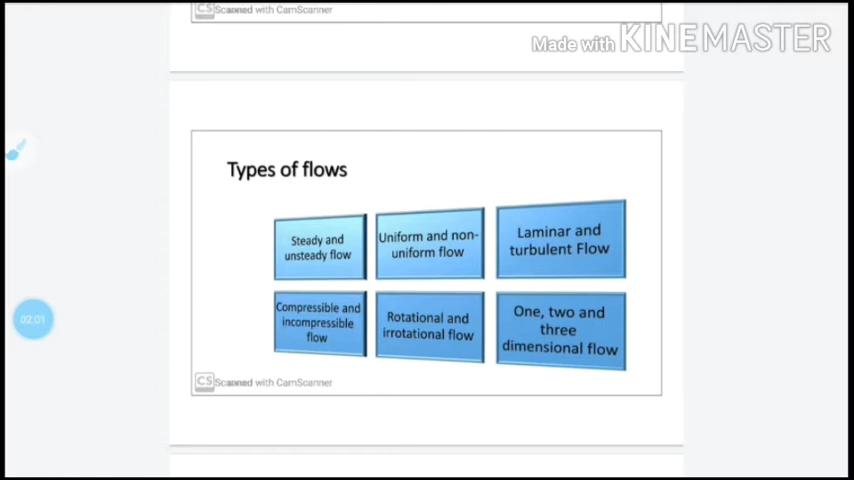 CS Scanned with CamScanner
Made with KINEMASTER
Types of flows
Steady and
unsteady flow
Uniform and non-
uniform flow
Laminar and
turbulent Flow
Compressible and
incompressible
flow
Rotational and
irrotational flow
One, two and
three
dimensional flow
CS Scanned with CamScanner
02:01